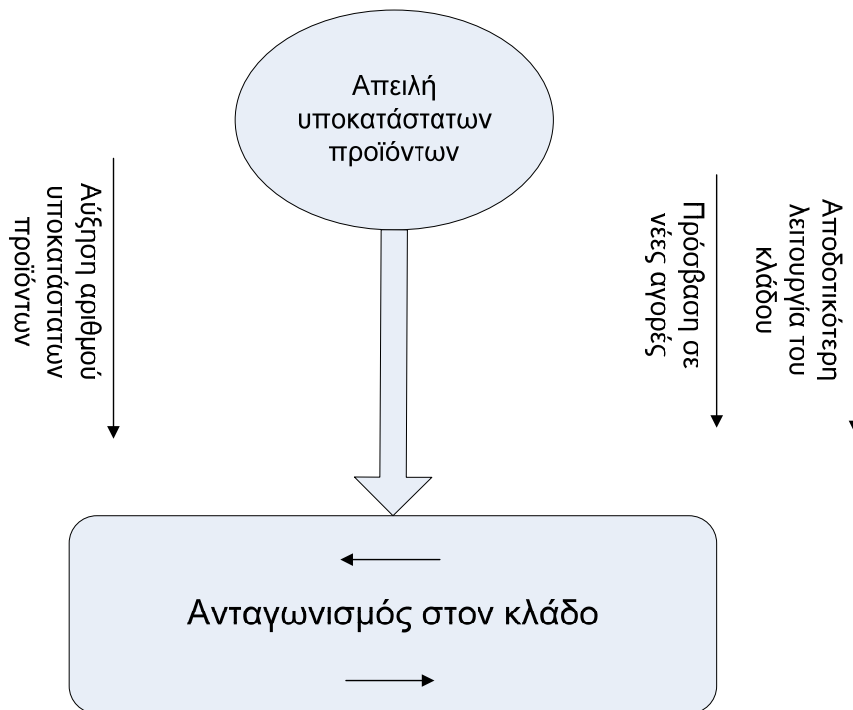 Απειλή
υποκατάστατων
προϊόντων
Αύξηση αριθμού
υποκατάστατων
προϊόντων
Πρόσβαση σε
νέες αγορές
Αποδοτικότερη
λειτουργία του
κλάδου
Ανταγωνισμός στον κλάδο